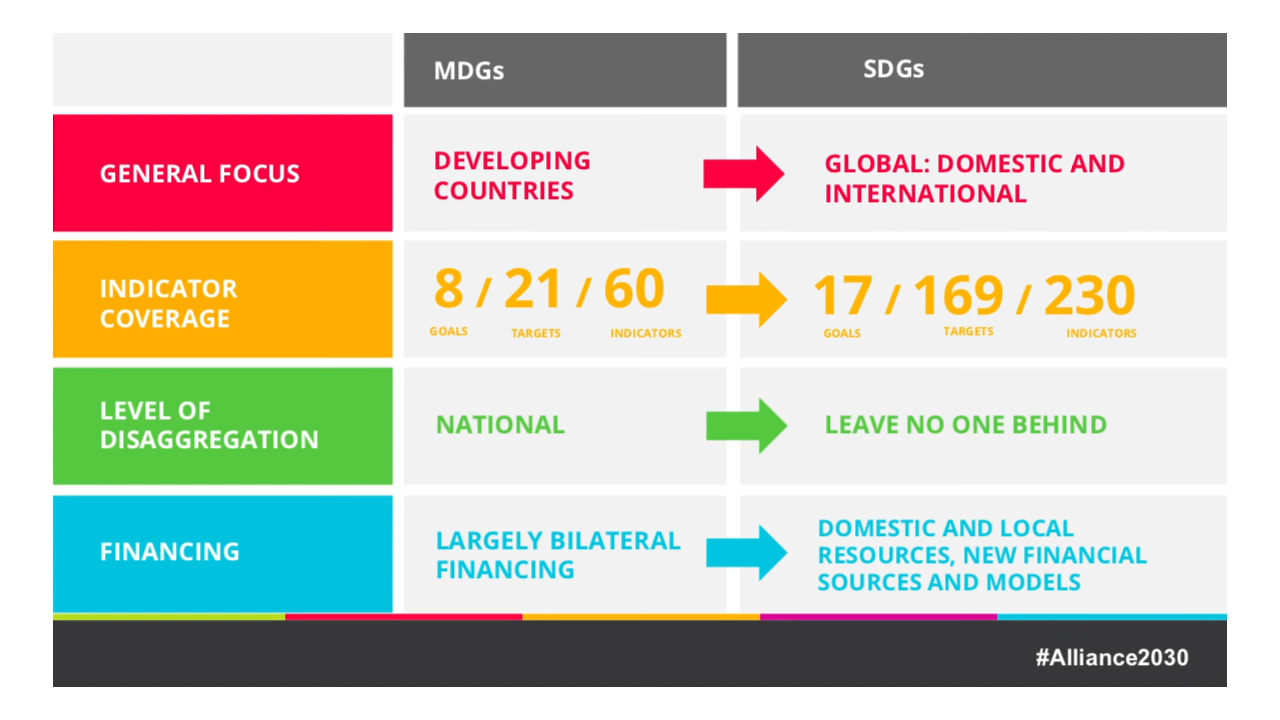 MDGs
SDGs
GENERAL FOCUS
DEVELOPING
COUNTRIES
GLOBAL: DOMESTIC AND
INTERNATIONAL
INDICATOR
COVERAGE
8 / 21 / 60
GOALS TARGETS INDICATORS
17 / 169 / 230
GOALS TARGETS INDICATORS
LEVEL OF
DISAGGREGATION
NATIONAL
LEAVE NO ONE BEHIND
FINANCING
LARGELY BILATERAL
FINANCING
DOMESTIC AND LOCAL
RESOURCES, NEW FINANCIAL
SOURCES AND MODELS
#Alliance2030